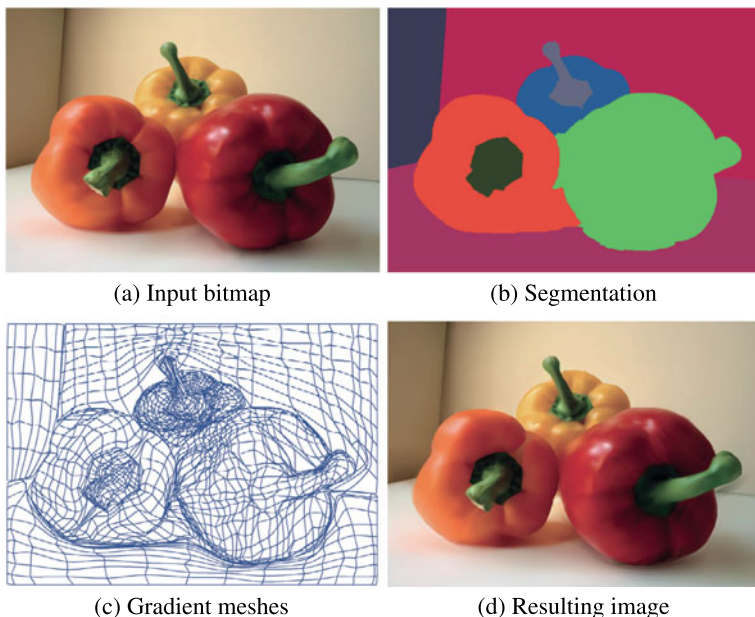 (a) Input bitmap
(b) Segmentation
(c) Gradient meshes
(d) Resulting image